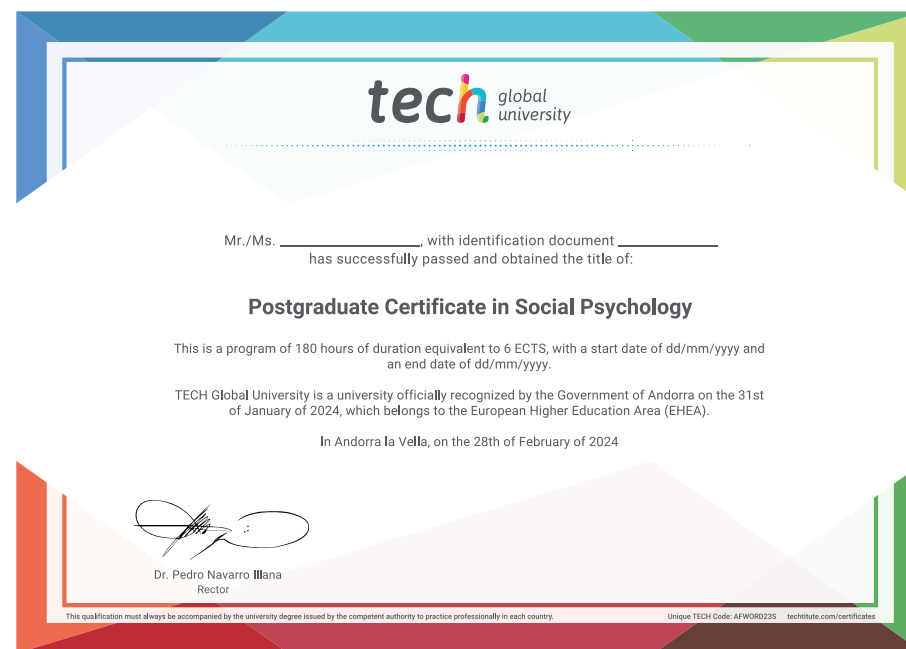 tech global
university
Mr./Ms. ____________________, with identification document ______________
has successfully passed and obtained the title of:
Postgraduate Certificate in Social Psychology
This is a program of 180 hours of duration equivalent to 6 ECTS, with a start date of dd/mm/yyyy and
an end date of dd/mm/yyyy.
TECH Global University is a university officially recognized by the Government of Andorra on the 31st
of January of 2024, which belongs to the European Higher Education Area (EHEA).
In Andorra la Vella, on the 28th of February of 2024
Dr. Pedro Navarro Illana
Rector
This qualification must always be accompanied by the university degree issued by the competent authority to practice professionally in each country. Unique TECH Code: AFWORD23S techtitute.com/certificates